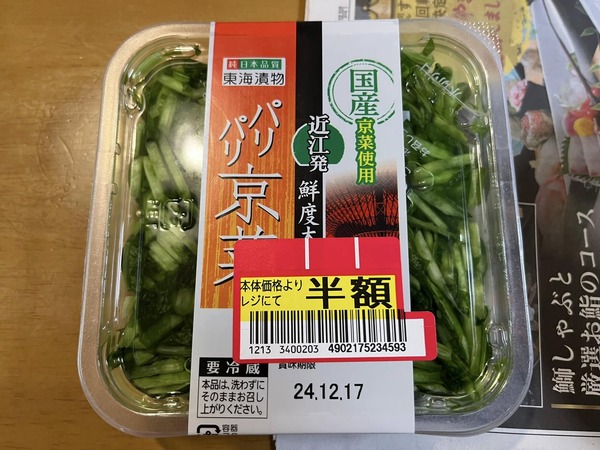 純 日本品質
東海漬物
パリパリ
京菜
国産
京菜使用
近江発
鮮度
本体価格より
レジにて
半額
1213 3400203 4902175234593
要冷蔵
本品は、洗わずに
そのままお召し
上がりください。
賞味期限
24.12.17
容器
鰤しゃぶと
厳選お鮨のコース